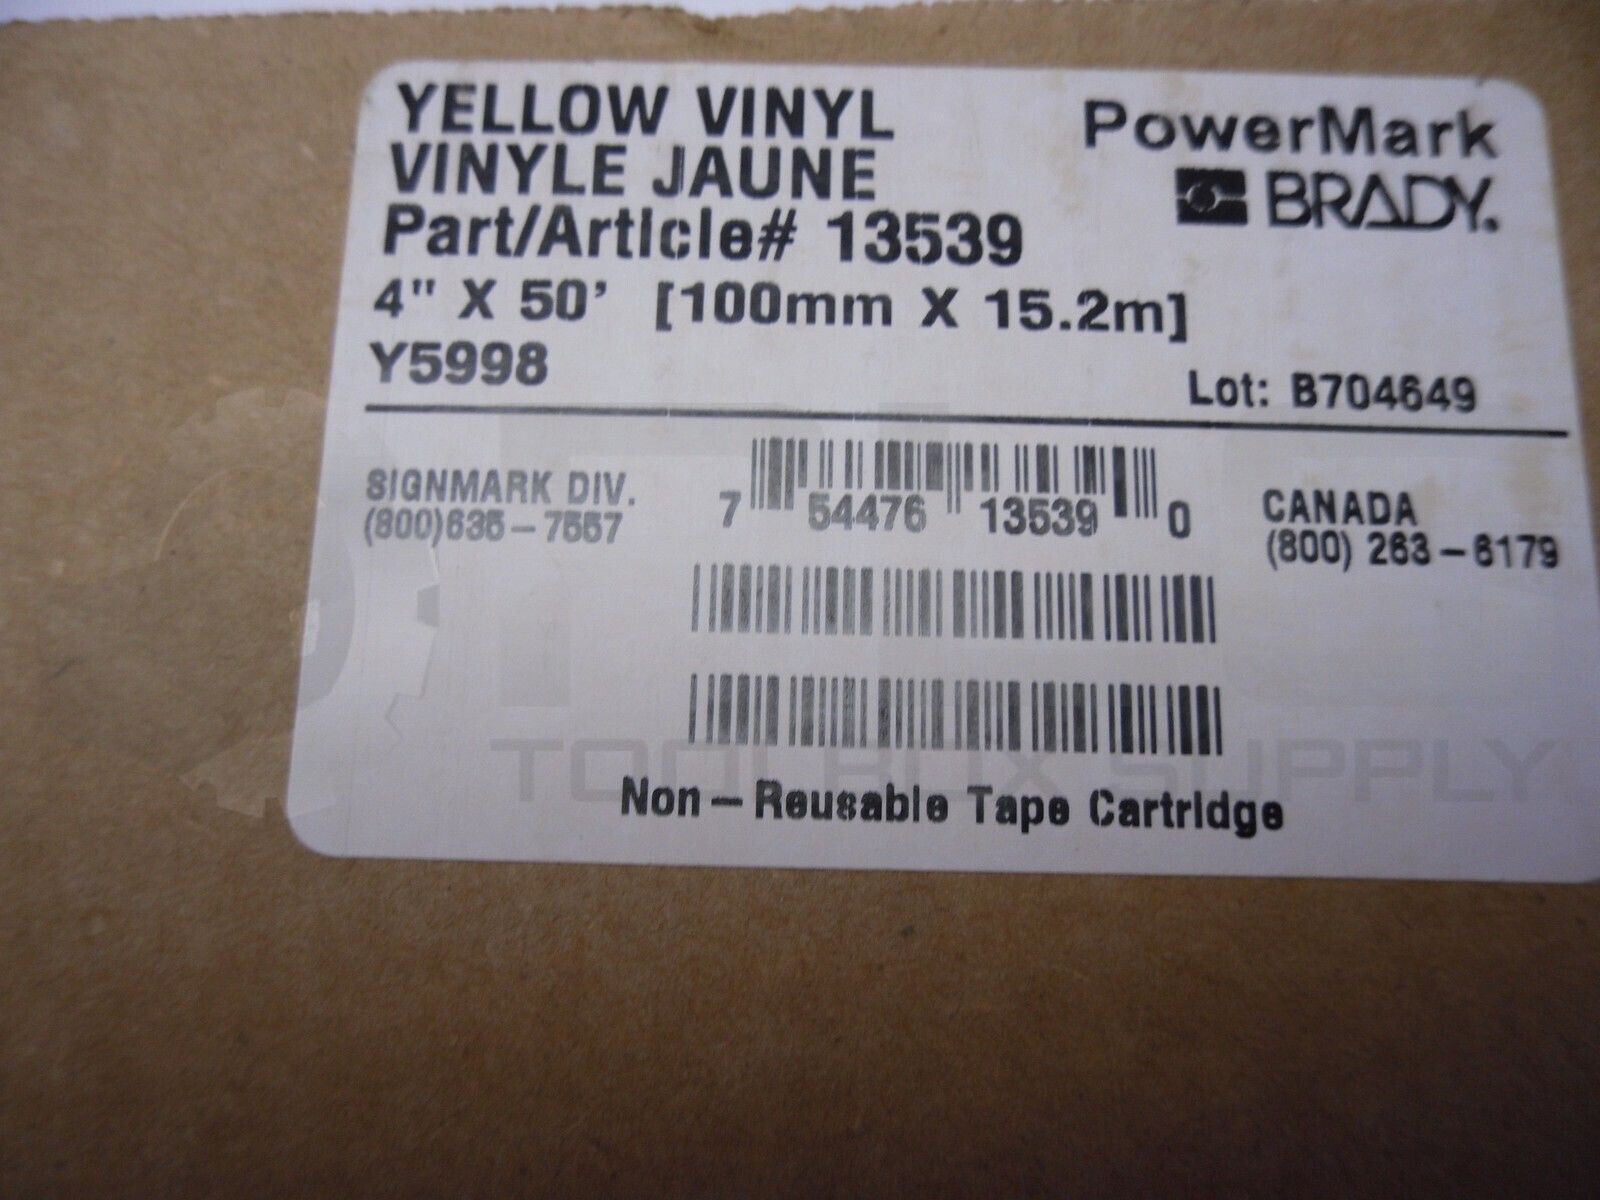 YELLOW VINYL
VINYLE JAUNE
Part/Article# 13539
4" X 50' [100mm X 15.2m]
Y5998
PowerMark
BRADY.
Lot: B704649
SIGNMARK DIV.
(800)635-7557
7 54476 13539 0
CANADA
(800) 263-6179
Non-Reusable Tape Cartridge
TOOLBOX SUPPLY